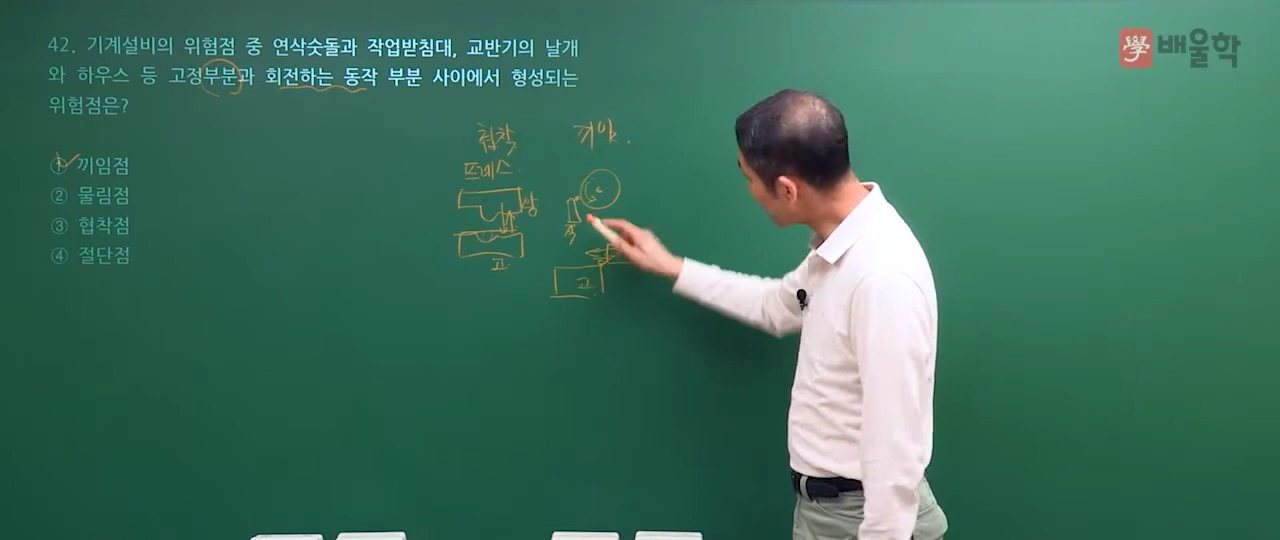 42. 기계설비의 위험점 중 연삭숫돌과 작업받침대, 교반기의 날개
와 하우스 등 고정부분과 회전하는 동작 부분 사이에서 형성되는
위험점은?
① 끼임점
② 물림점
③ 협착점
④ 절단점
협착
프레스
상
고
고
學 배울학